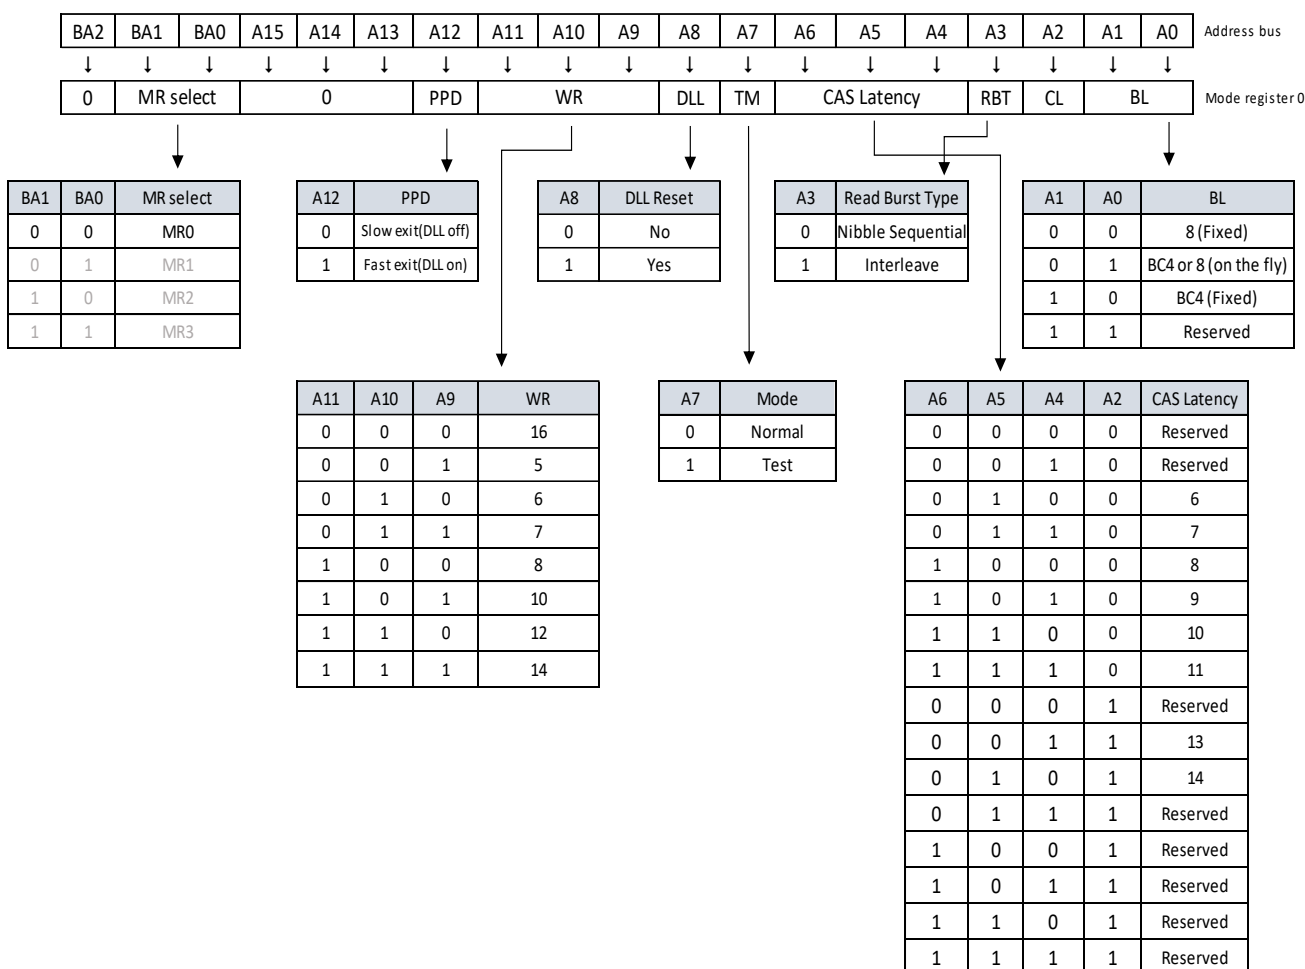 BA2 BA1 BA0 A15 A14 A13 A12 A11 A10 A9 A8 A7 A6 A5 A4 A3 A2 A1 A0 Address bus
0 MR select 0 PPD WR DLL TM CAS Latency RBT CL BL Mode register 0
BA1 BA0 MR select
0 0 MR0
0 1 MR1
1 0 MR2
1 1 MR3
A12 PPD
0 Slow exit(DLL off)
1 Fast exit(DLL on)
A8 DLL Reset
0 No
1 Yes
A3 Read Burst Type
0 Nibble Sequential
1 Interleave
A1 A0 BL
0 0 8 (Fixed)
0 1 BC4 or 8 (on the fly)
1 0 BC4 (Fixed)
1 1 Reserved
A11 A10 A9 WR
0 0 0 16
0 0 1 5
0 1 0 6
0 1 1 7
1 0 0 8
1 0 1 10
1 1 0 12
1 1 1 14
A7 Mode
0 Normal
1 Test
A6 A5 A4 A2 CAS Latency
0 0 0 0 Reserved
0 0 1 0 Reserved
0 1 0 0 6
0 1 1 0 7
1 0 0 0 8
1 0 1 0 9
1 1 0 0 10
1 1 1 0 11
0 0 0 1 Reserved
0 0 1 1 13
0 1 0 1 14
0 1 1 1 Reserved
1 0 0 1 Reserved
1 0 1 1 Reserved
1 1 0 1 Reserved
1 1 1 1 Reserved